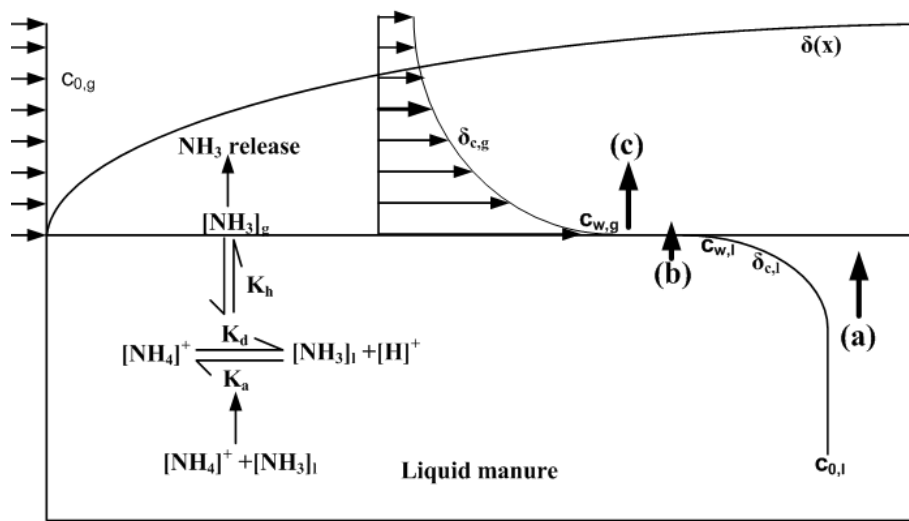 δ(x)
C₀,g
δc,g
NH₃ release
(c)
[NH₃]g
Cw,g
Cw,l
δc,l
(b)
Kh
(a)
Kd
[NH₄]⁺ [NH₃]l +[H]⁺
Ka
[NH₄]⁺ +[NH₃]l
Liquid manure
C₀,l